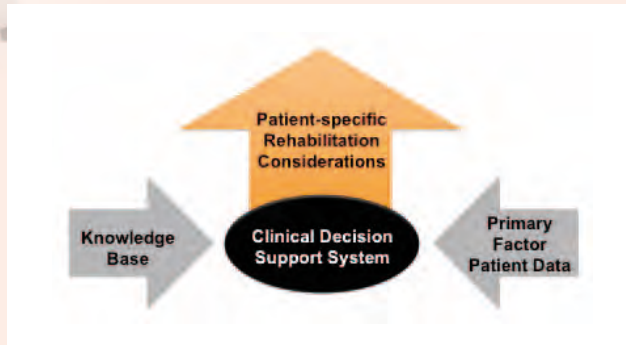 Patient-specific
Rehabilitation
Considerations
Knowledge
Base
Clinical Decision
Support System
Primary
Factor
Patient Data